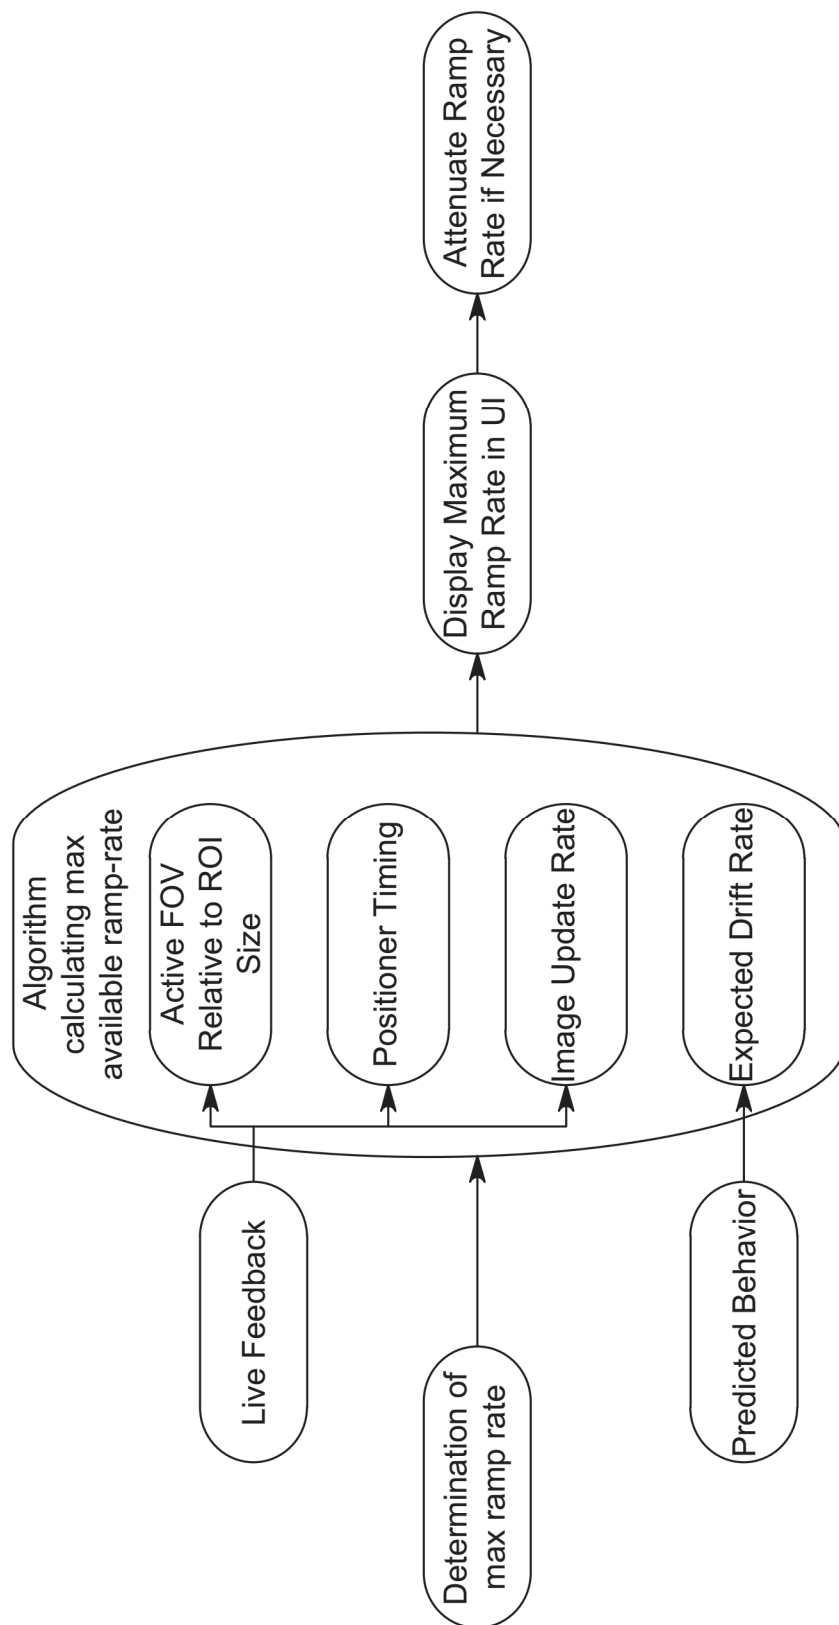 Determination of
max ramp rate
Live Feedback
Predicted Behavior
Algorithm
calculating max
available ramp-rate
Active FOV
Relative to ROI
Size
Positioner Timing
Image Update Rate
Expected Drift Rate
Display Maximum
Ramp Rate in UI
Attenuate Ramp
Rate if Necessary